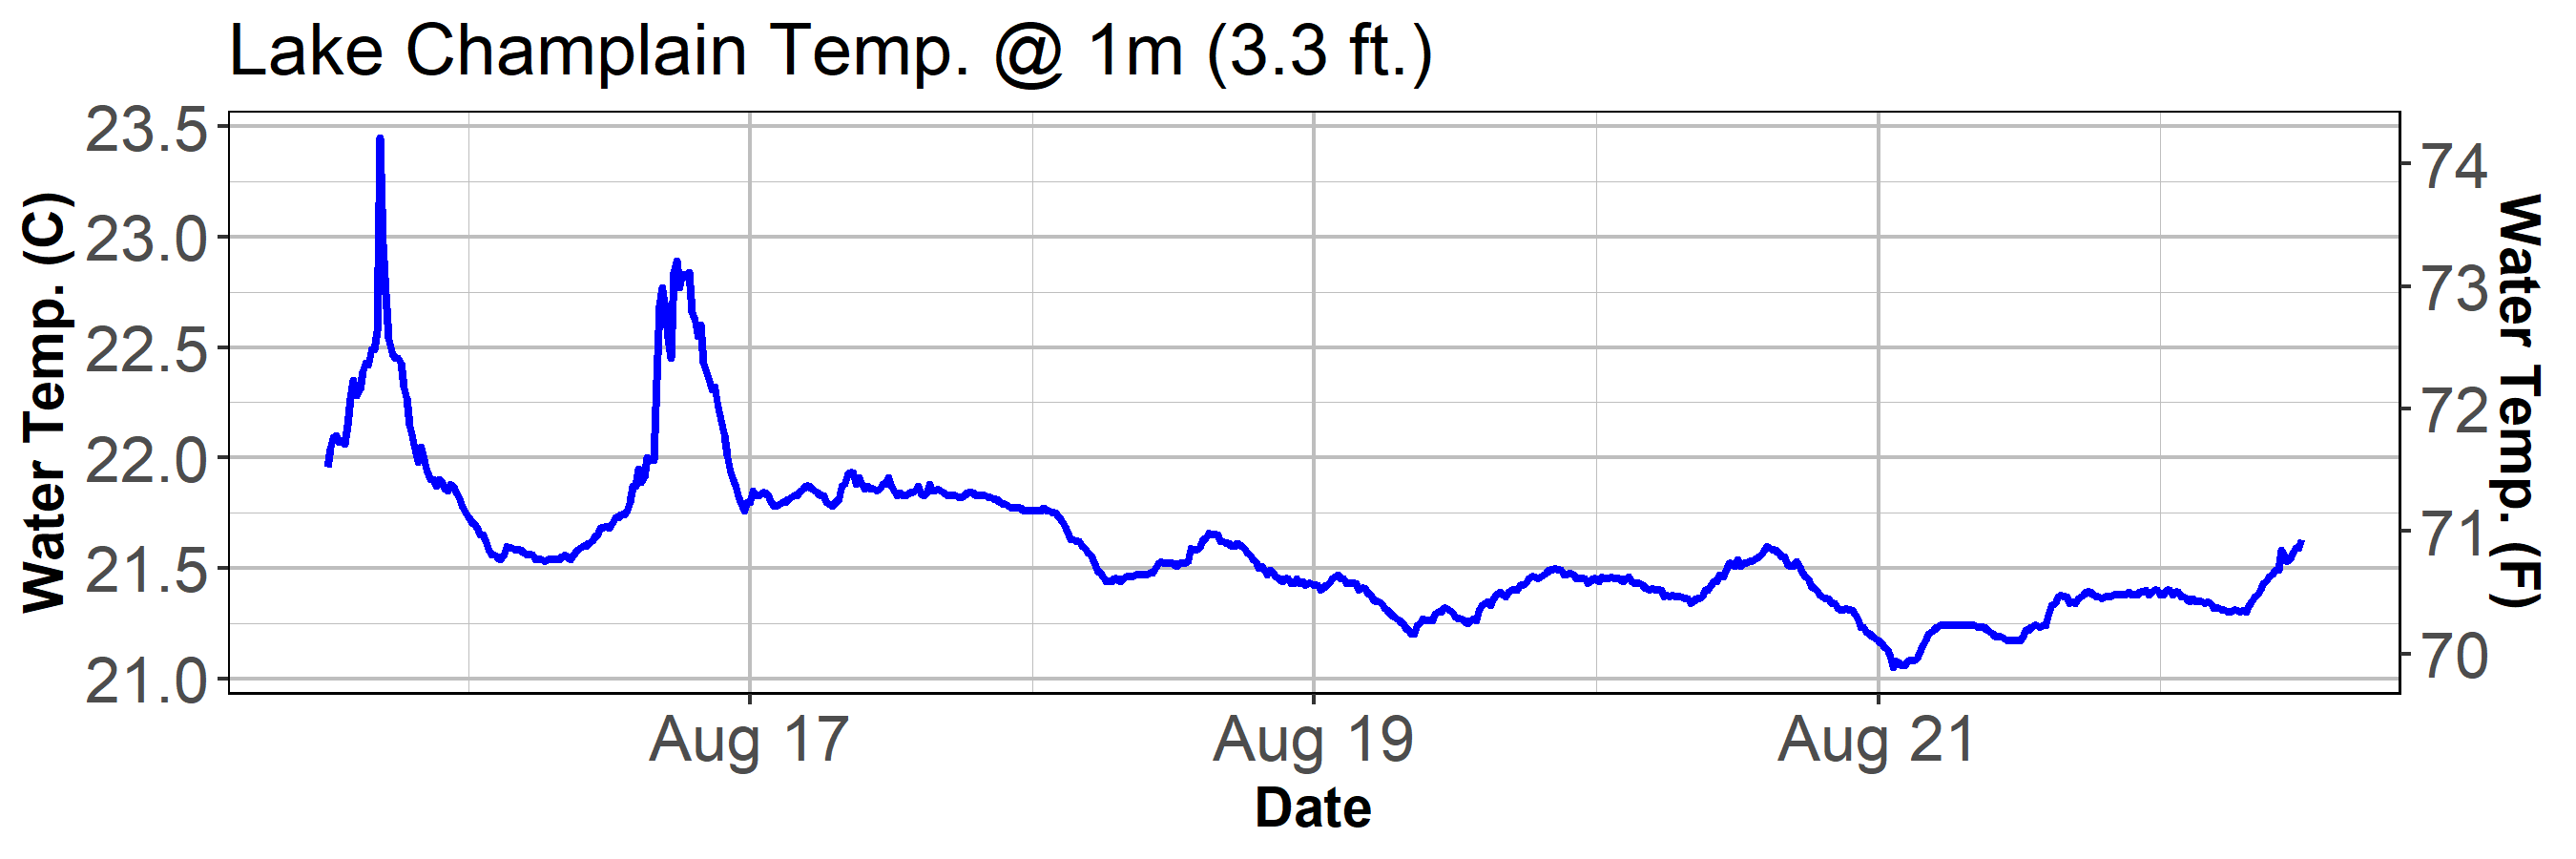 Lake Champlain Temp. @ 1m (3.3 ft.)
Water Temp. (C)
23.5
23.0
22.5
22.0
21.5
21.0
74
73
72
71
70
Water Temp. (F)
Aug 17 Aug 19 Aug 21
Date